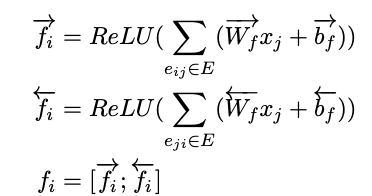 $\overrightarrow{f_i} = ReLU(\sum_{e_{ij} \in E} (\overrightarrow{W_f} x_j + \overrightarrow{b_f}))$
$\overleftarrow{f_i} = ReLU(\sum_{e_{ji} \in E} (\overleftarrow{W_f} x_j + \overleftarrow{b_f}))$
$f_i = [\overrightarrow{f_i}; \overleftarrow{f_i}]$